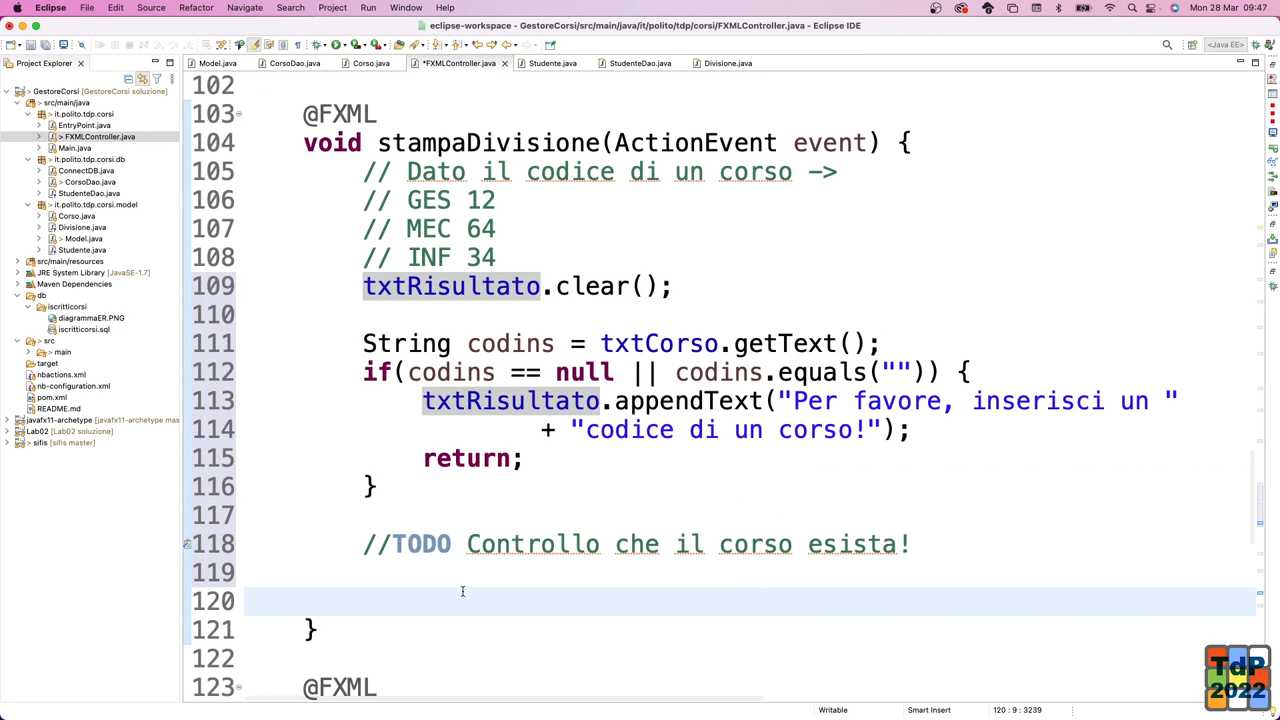 Eclipse File Edit Source Refactor Navigate Search Project Run Window Help Mon 28 Mar 09:47
eclipse-workspace - GestoreCorsi/src/main/java/it/polito/tdp/corsi/FXMLController.java - Eclipse IDE
<Java EE>
Project Explorer
Model.java CorsoDao.java Corso.java *FXMLController.java Studente.java StudenteDao.java Divisione.java
GestoreCorsi [GestoreCorsi soluzione]
src/main/java
it.polito.tdp.corsi
EntryPoint.java
> FXMLController.java
Main.java
it.polito.tdp.corsi.db
ConnectDB.java
> CorsoDao.java
StudenteDao.java
it.polito.tdp.corsi.model
Corso.java
Divisione.java
> Model.java
Studente.java
src/main/resources
JRE System Library [JavaSE-1.7]
Maven Dependencies
db
iscritticorsi
diagrammaER.PNG
iscritticorsi.sql
src
main
target
nbactions.xml
nb-configuration.xml
pom.xml
README.md
javafx11-archetype [javafx11-archetype mas
Lab02 [Lab02 soluzione]
> sifis [sifis master]
102
103 @FXML
104 void stampaDivisione(ActionEvent event) {
105 // Dato il codice di un corso ->
106 // GES 12
107 // MEC 64
108 // INF 34
109 txtRisultato.clear();
110
111 String codins = txtCorso.getText();
112 if(codins == null || codins.equals("")) {
113 txtRisultato.appendText("Per favore, inserisci un "
114 + "codice di un corso!");
115 return;
116 }
117
118 //TODO Controllo che il corso esista!
119
120
121 }
122
123 @FXML
TdP
2022
Writable Smart Insert 120 : 9 : 3239